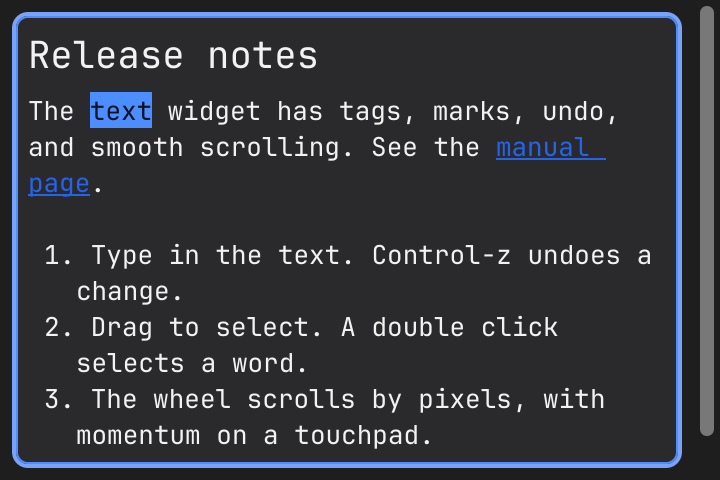 Release notes
The text widget has tags, marks, undo,
and smooth scrolling. See the manual
page.
1. Type in the text. Control-z undoes a
change.
2. Drag to select. A double click
selects a word.
3. The wheel scrolls by pixels, with
momentum on a touchpad.